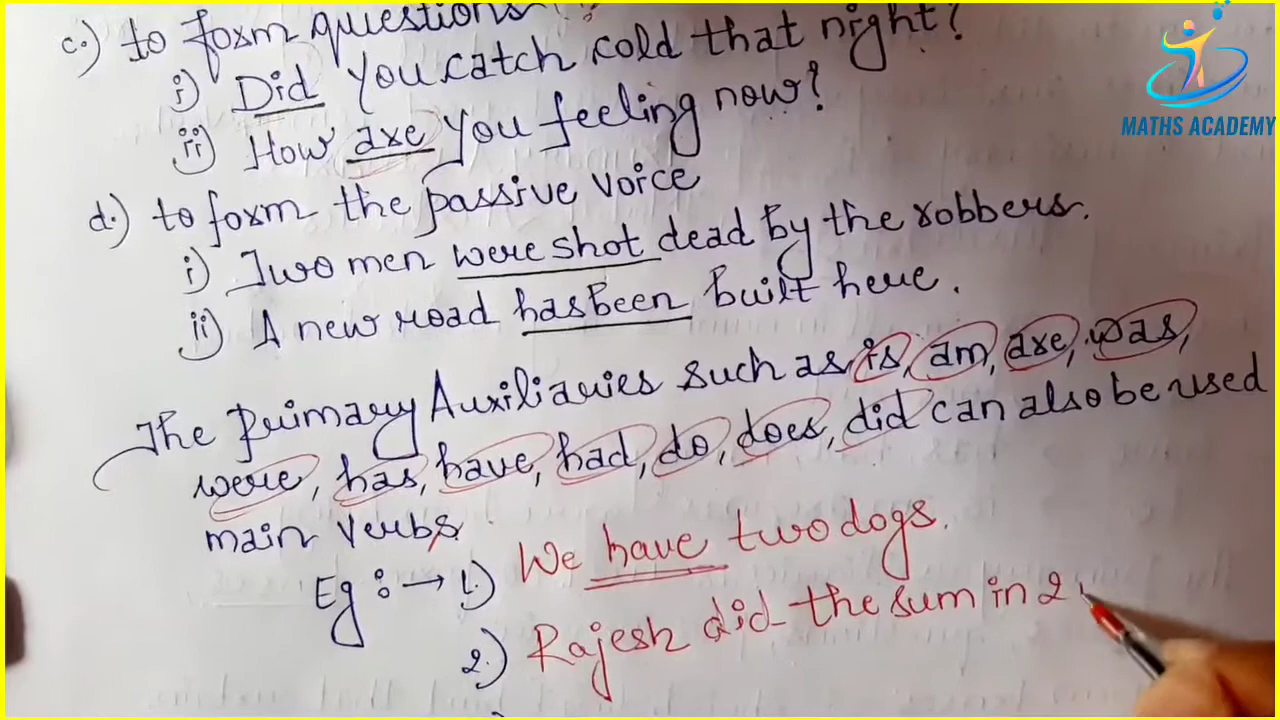 c.) to form questions
i) Did you catch cold that night?
MATHS ACADEMY
ii) How are you feeling now?
d.) to form the passive voice
i) Two men were shot dead by the robbers.
ii) A new road has been built here.
The Primary Auxiliaries such as is, am, are, was,
were, has, have, had, do, does, did can also be used
main verbs
Eg :→ 1.) We have two dogs.
2.) Rajesh did the sum in 2